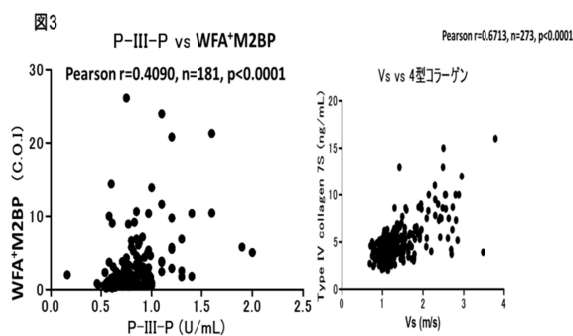 図3
P-III-P vs WFA+M2BP
Pearson r=0.4090, n=181, p<0.0001
30
20
10
0
WFA+M2BP (C.O.I)
0.0 0.5 1.0 1.5 2.0 2.5
P-III-P (U/mL)
Pearson r=0.6713, n=273, p<0.0001
Vs vs 4型コラーゲン
20
15
10
5
0
Type IV collagen 7S (ng/mL)
0 1 2 3 4
Vs (m/s)